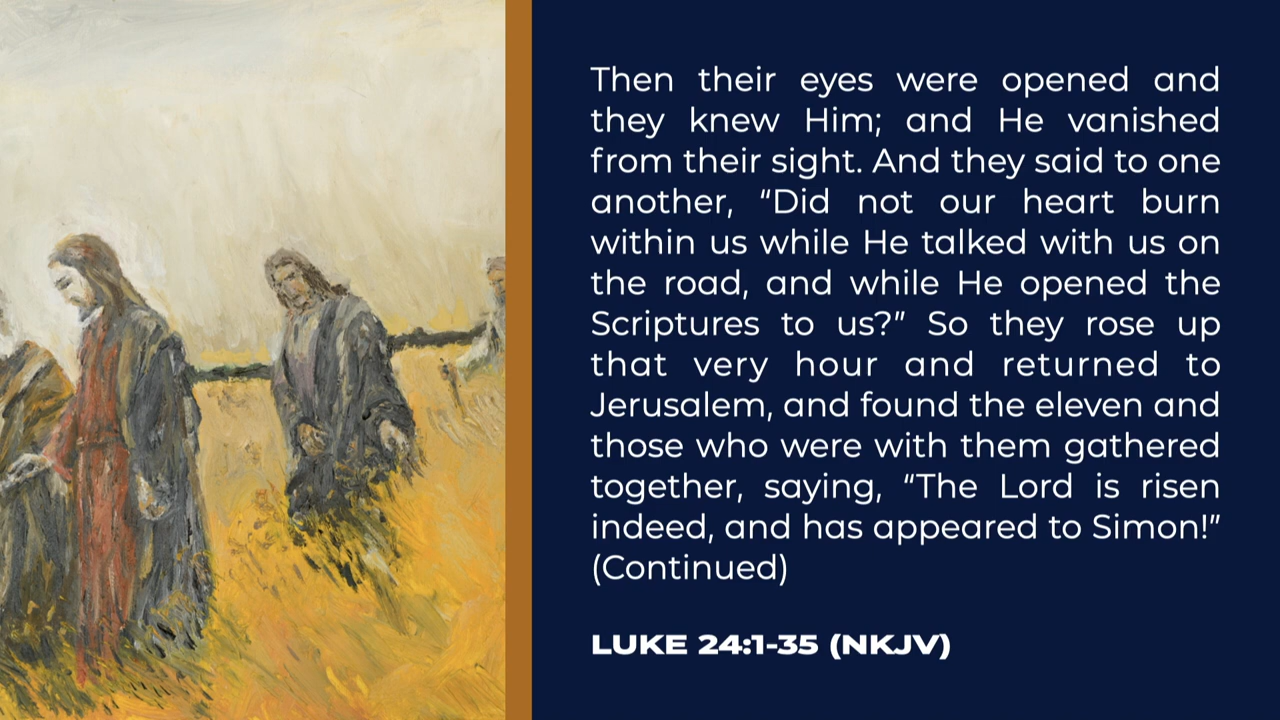 Then their eyes were opened and
they knew Him; and He vanished
from their sight. And they said to one
another, “Did not our heart burn
within us while He talked with us on
the road, and while He opened the
Scriptures to us?” So they rose up
that very hour and returned to
Jerusalem, and found the eleven and
those who were with them gathered
together, saying, “The Lord is risen
indeed, and has appeared to Simon!”
(Continued)
LUKE 24:1-35 (NKJV)